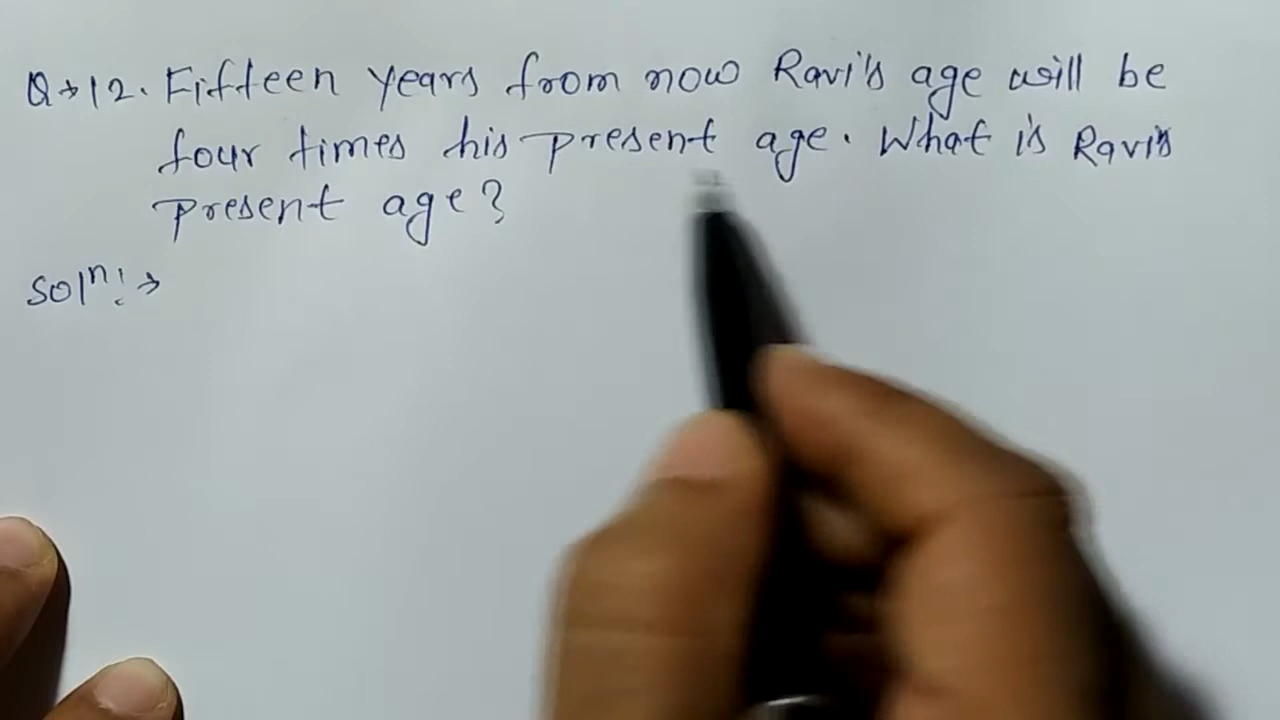 Q→12. Fifteen years from now Ravi's age will be
four times his present age. What is Ravi's
present age?
Solⁿ:→